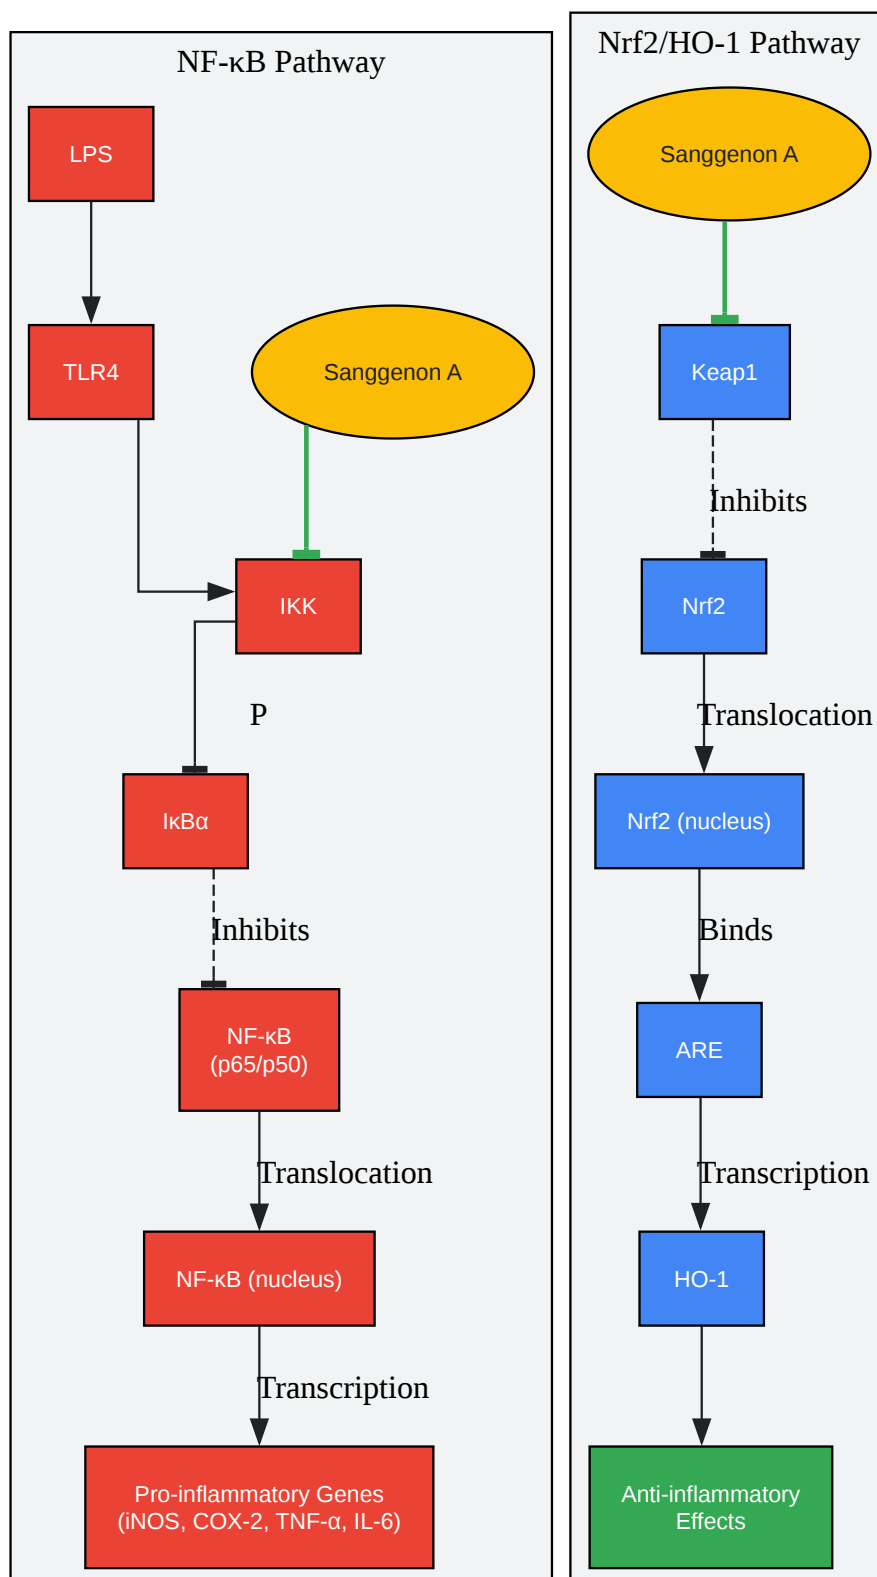 NF-κB Pathway
LPS
TLR4
Sanggenon A
IKK
P
IκBα
Inhibits
NF-κB
(p65/p50)
Translocation
NF-κB (nucleus)
Transcription
Pro-inflammatory Genes
(iNOS, COX-2, TNF-α, IL-6)
Nrf2/HO-1 Pathway
Sanggenon A
Keap1
Inhibits
Nrf2
Translocation
Nrf2 (nucleus)
Binds
ARE
Transcription
HO-1
Anti-inflammatory
Effects